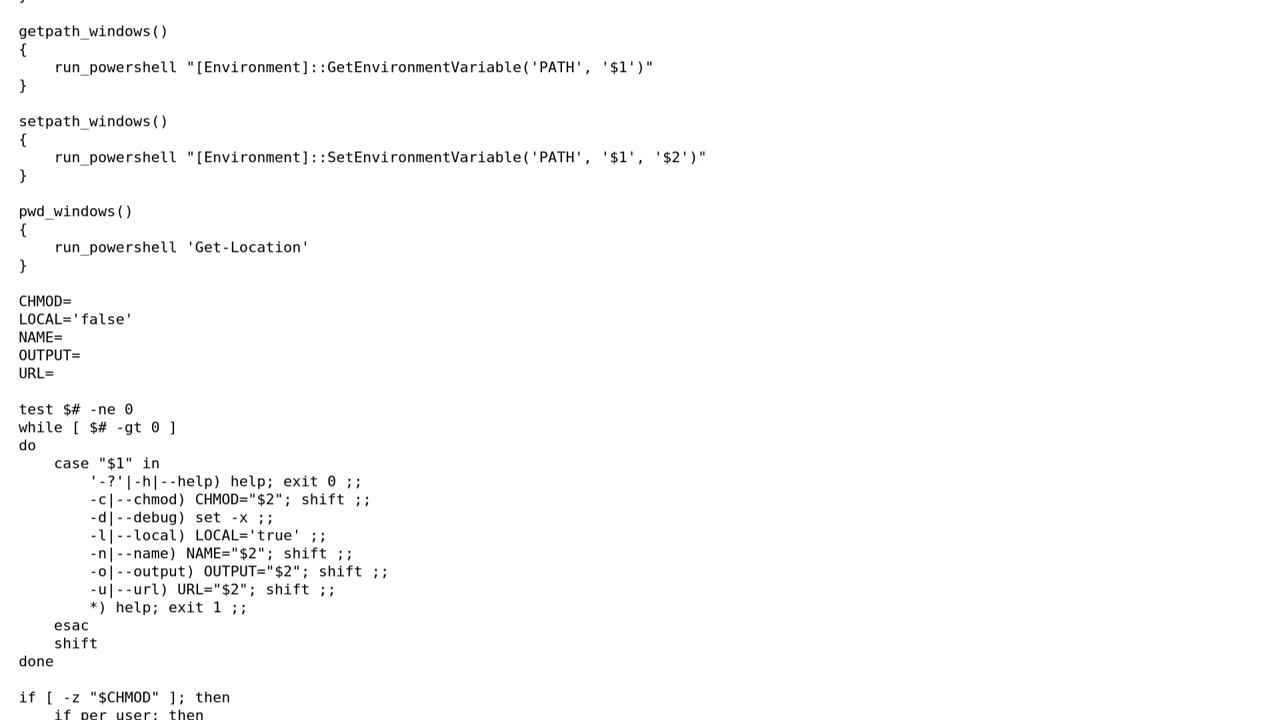 }
getpath_windows()
{
    run_powershell "[Environment]::GetEnvironmentVariable('PATH', '$1')"
}
setpath_windows()
{
    run_powershell "[Environment]::SetEnvironmentVariable('PATH', '$1', '$2')"
}
pwd_windows()
{
    run_powershell 'Get-Location'
}
CHMOD=
LOCAL='false'
NAME=
OUTPUT=
URL=
test $# -ne 0
while [ $# -gt 0 ]
do
    case "$1" in
        '-?'|-h|--help) help; exit 0 ;;
        -c|--chmod) CHMOD="$2"; shift ;;
        -d|--debug) set -x ;;
        -l|--local) LOCAL='true' ;;
        -n|--name) NAME="$2"; shift ;;
        -o|--output) OUTPUT="$2"; shift ;;
        -u|--url) URL="$2"; shift ;;
        *) help; exit 1 ;;
    esac
    shift
done
if [ -z "$CHMOD" ]; then
    if per_user; then